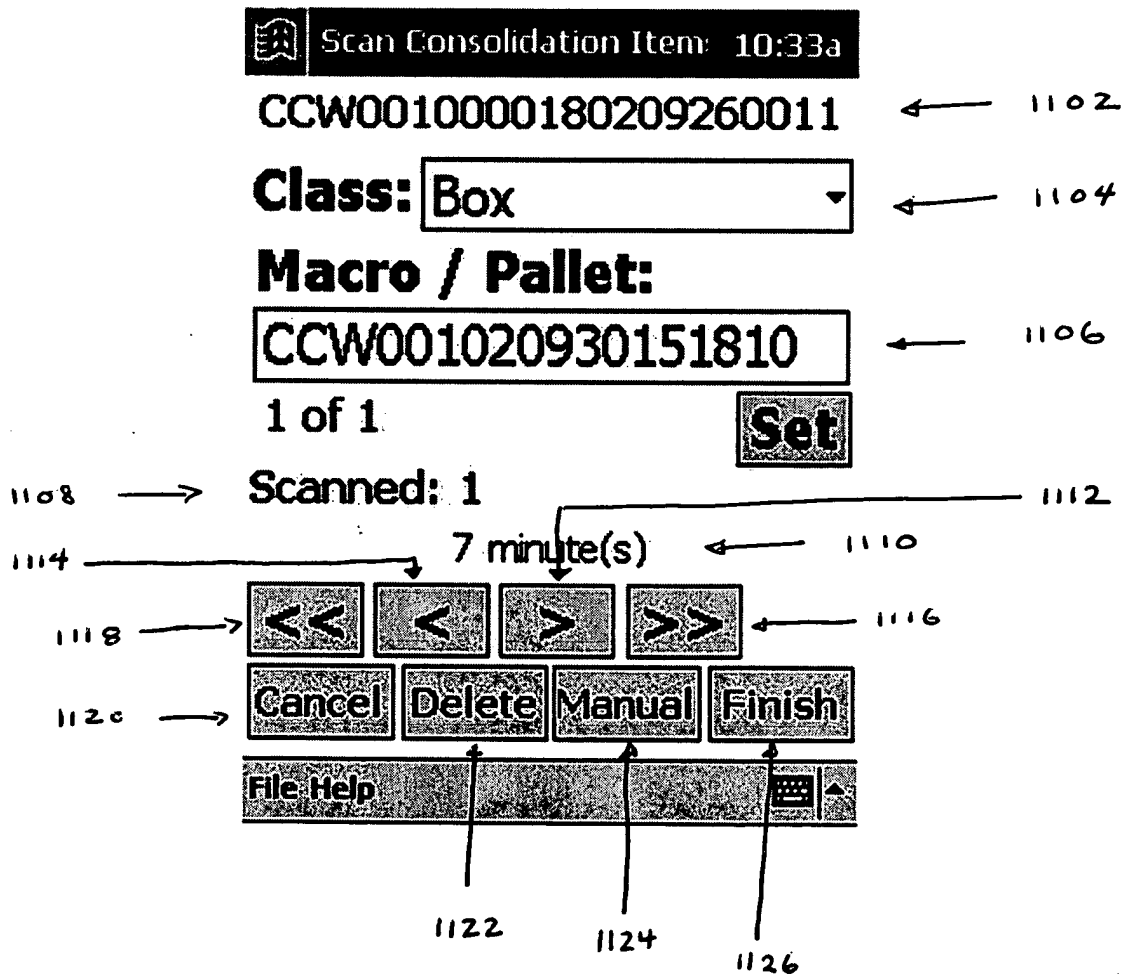 Scan Consolidation Item: 10:33a
CCW0010000180209260011 1102
Class: Box 1104
Macro / Pallet:
CCW001020930151810 1106
1 of 1 Set
1108 Scanned: 1 1112
1114 7 minute(s) 1110
1118 << < > >> 1116
1120 Cancel Delete Manual Finish
File Help
1122 1124 1126